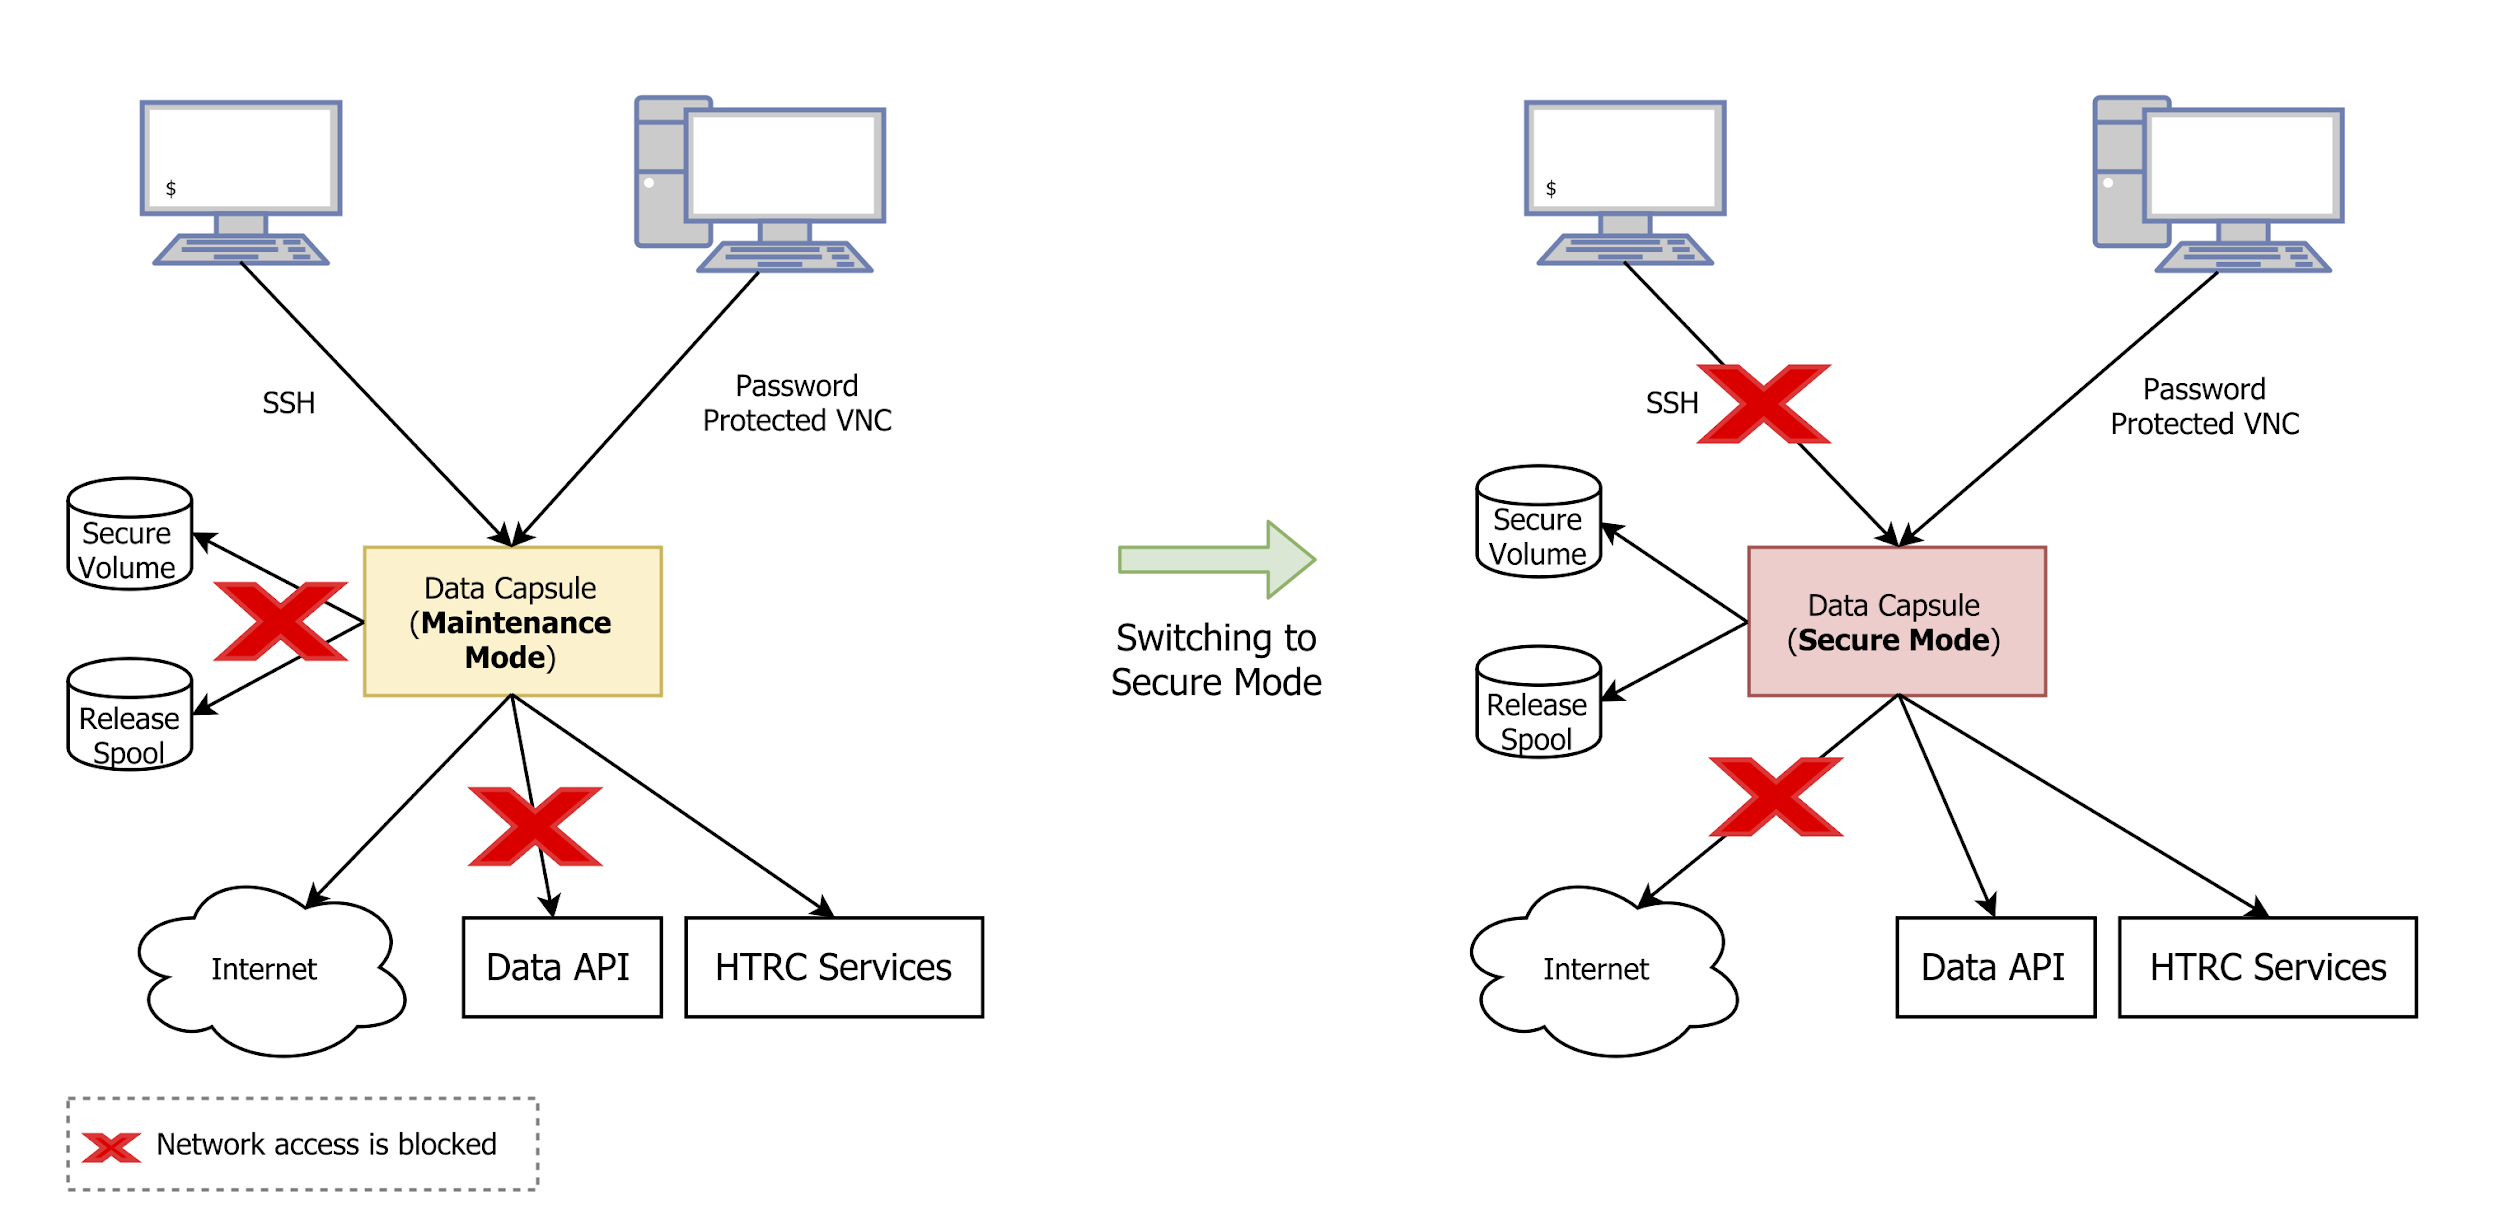 $
SSH
Password
Protected VNC
Secure
Volume
Data Capsule
(Maintenance
Mode)
Release
Spool
Internet
Data API
HTRC Services
Network access is blocked
Switching to
Secure Mode
$
SSH
Password
Protected VNC
Secure
Volume
Data Capsule
(Secure Mode)
Release
Spool
Internet
Data API
HTRC Services